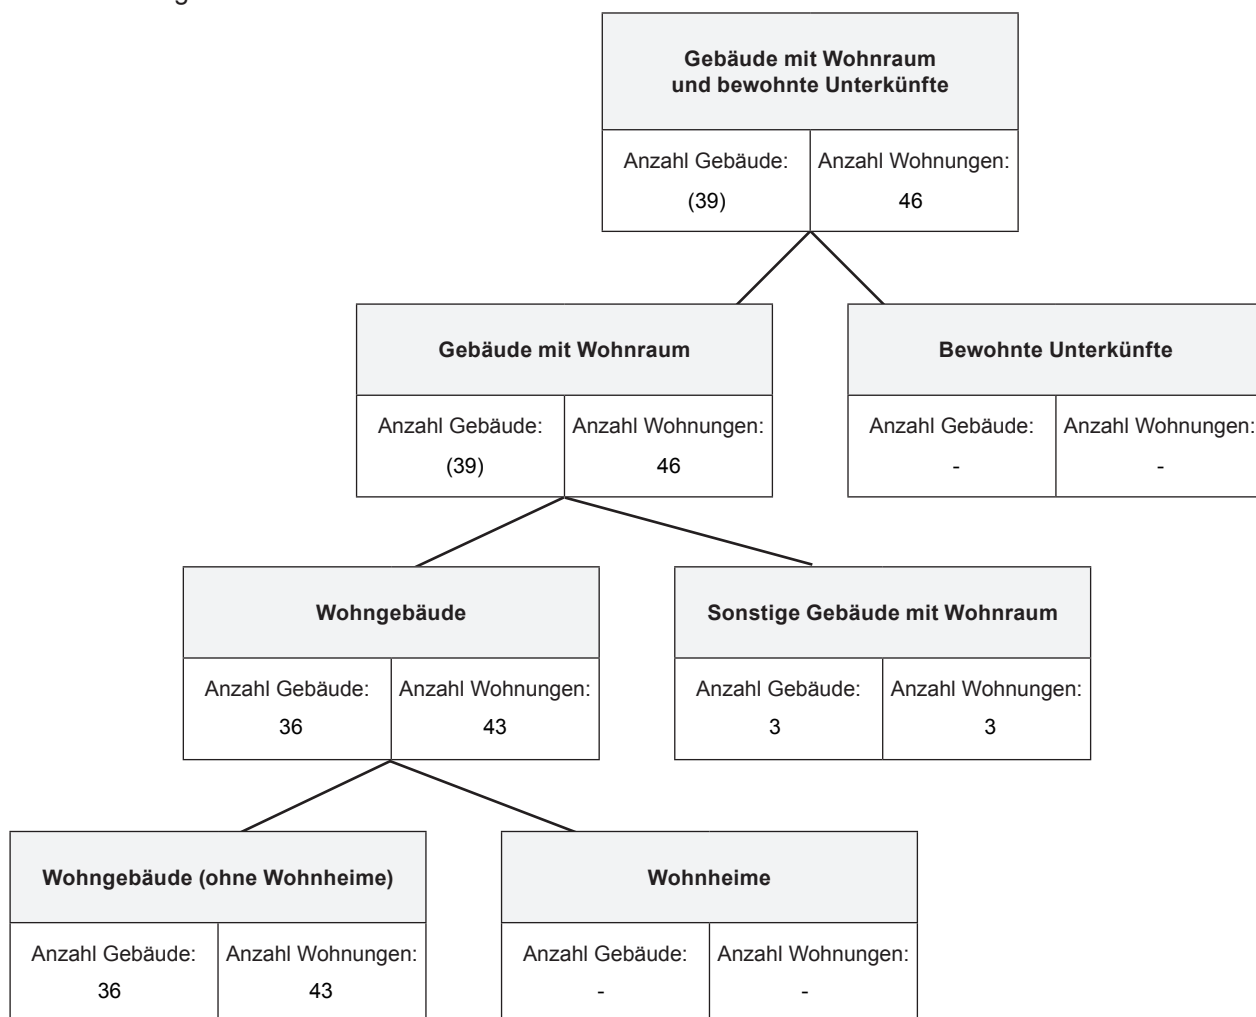 Gebäude mit Wohnraum
und bewohnte Unterkünfte
Anzahl Gebäude: Anzahl Wohnungen:
(39) 46
Gebäude mit Wohnraum
Anzahl Gebäude: Anzahl Wohnungen:
(39) 46
Bewohnte Unterkünfte
Anzahl Gebäude: Anzahl Wohnungen:
- -
Wohngebäude
Anzahl Gebäude: Anzahl Wohnungen:
36 43
Sonstige Gebäude mit Wohnraum
Anzahl Gebäude: Anzahl Wohnungen:
3 3
Wohngebäude (ohne Wohnheime)
Anzahl Gebäude: Anzahl Wohnungen:
36 43
Wohnheime
Anzahl Gebäude: Anzahl Wohnungen:
- -